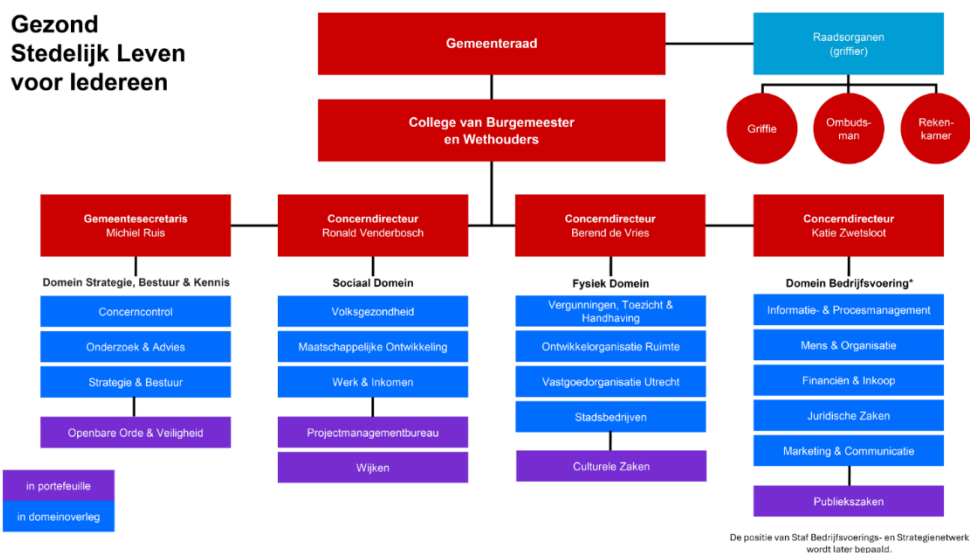 Gezond
Stedelijk Leven
voor Iedereen
Gemeenteraad
Raadsorganen
(griffier)
Griffie
Ombuds-
man
Reken-
kamer
College van Burgemeester
en Wethouders
Gemeentesecretaris
Michiel Ruis
Concerndirecteur
Ronald Venderbosch
Concerndirecteur
Berend de Vries
Concerndirecteur
Katie Zwetsloot
Domein Strategie, Bestuur & Kennis
Concerncontrol
Onderzoek & Advies
Strategie & Bestuur
Openbare Orde & Veiligheid
Sociaal Domein
Volksgezondheid
Maatschappelijke Ontwikkeling
Werk & Inkomen
Projectmanagementbureau
Wijken
Fysiek Domein
Vergunningen, Toezicht &
Handhaving
Ontwikkelorganisatie Ruimte
Vastgoedorganisatie Utrecht
Stadsbedrijven
Culturele Zaken
Domein Bedrijfsvoering*
Informatie- & Procesmanagement
Mens & Organisatie
Financiën & Inkoop
Juridische Zaken
Marketing & Communicatie
Publiekszaken
in portefeuille
in domeinoverleg
De positie van Staf Bedrijfsvoerings- en Strategienetwerk
wordt later bepaald.